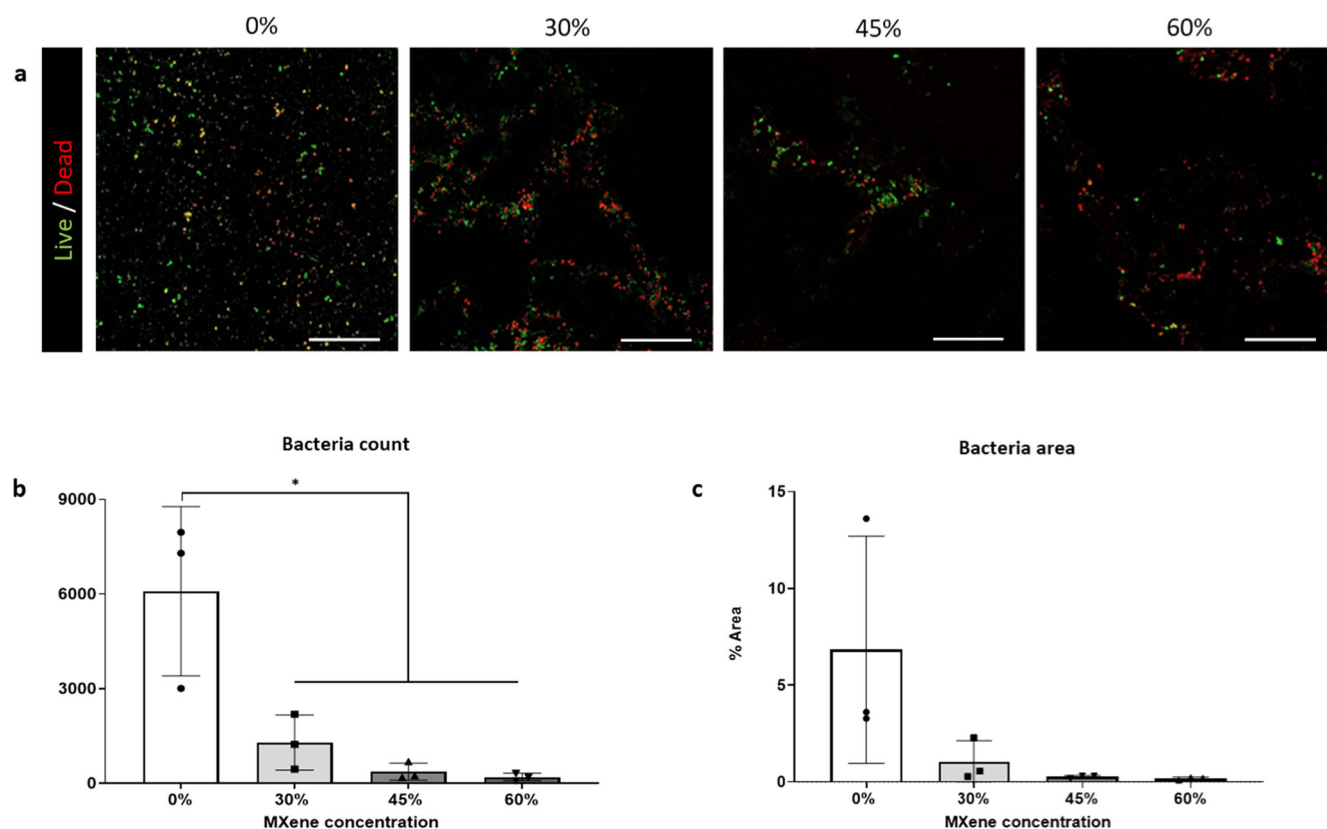 0% 30% 45% 60%
a
Live / Dead
Bacteria count
b
*
9000
6000
3000
0
0% 30% 45% 60%
MXene concentration
Bacteria area
c
% Area
15
10
5
0
0% 30% 45% 60%
MXene concentration